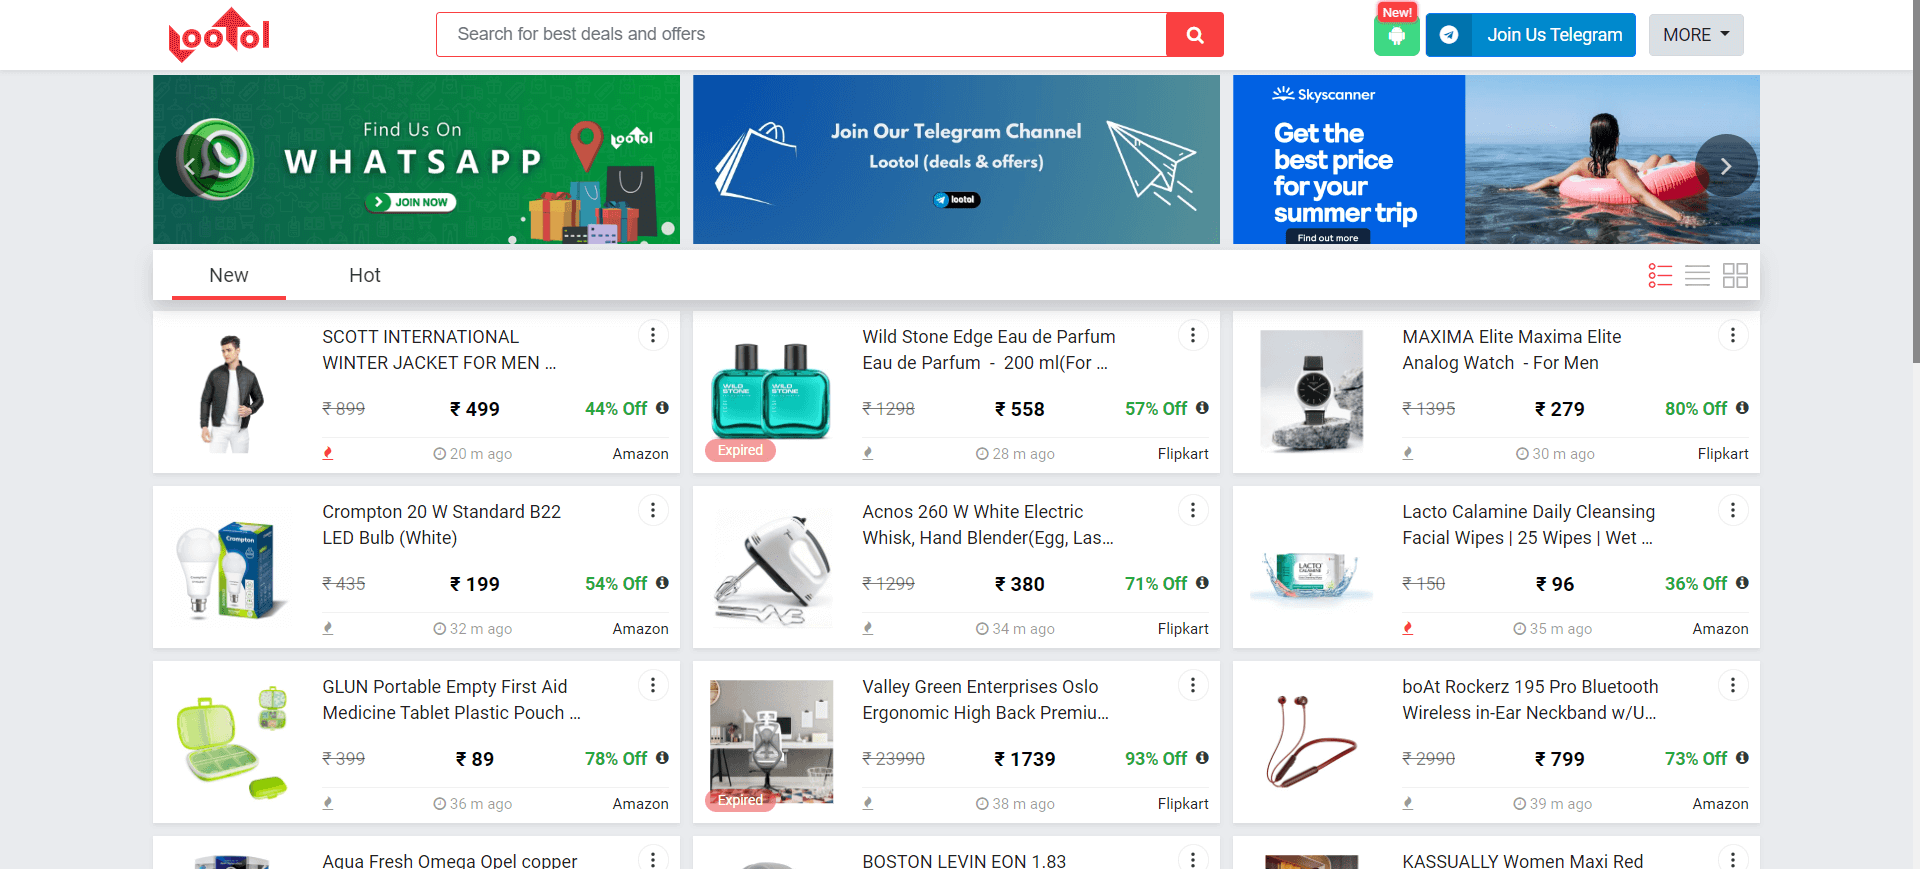 Lootol
Search for best deals and offers
New!
Join Us Telegram
MORE
Find Us On
WHATSAPP
JOIN NOW
Lootol
Join Our Telegram Channel
Lootol (deals & offers)
lootol
Skyscanner
Get the
best price
for your
summer trip
Find out more
New
Hot
SCOTT INTERNATIONAL
WINTER JACKET FOR MEN ...
₹ 899
₹ 499
44% Off
20 m ago
Amazon
Wild Stone Edge Eau de Parfum
Eau de Parfum - 200 ml(For ...
WILD STONE
WILD STONE
₹ 1298
₹ 558
57% Off
Expired
28 m ago
Flipkart
MAXIMA Elite Maxima Elite
Analog Watch - For Men
₹ 1395
₹ 279
80% Off
30 m ago
Flipkart
Crompton 20 W Standard B22
LED Bulb (White)
Crompton
Crompton
₹ 435
₹ 199
54% Off
32 m ago
Amazon
Acnos 260 W White Electric
Whisk, Hand Blender(Egg, Las...
₹ 1299
₹ 380
71% Off
34 m ago
Flipkart
Lacto Calamine Daily Cleansing
Facial Wipes | 25 Wipes | Wet ...
LACTO
CALAMINE
₹ 150
₹ 96
36% Off
35 m ago
Amazon
GLUN Portable Empty First Aid
Medicine Tablet Plastic Pouch ...
₹ 399
₹ 89
78% Off
36 m ago
Amazon
Valley Green Enterprises Oslo
Ergonomic High Back Premiu...
₹ 23990
₹ 1739
93% Off
Expired
38 m ago
Flipkart
boAt Rockerz 195 Pro Bluetooth
Wireless in-Ear Neckband w/U...
₹ 2990
₹ 799
73% Off
39 m ago
Amazon
Aqua Fresh Omega Opel copper
BOSTON LEVIN EON 1.83
KASSUALLY Women Maxi Red